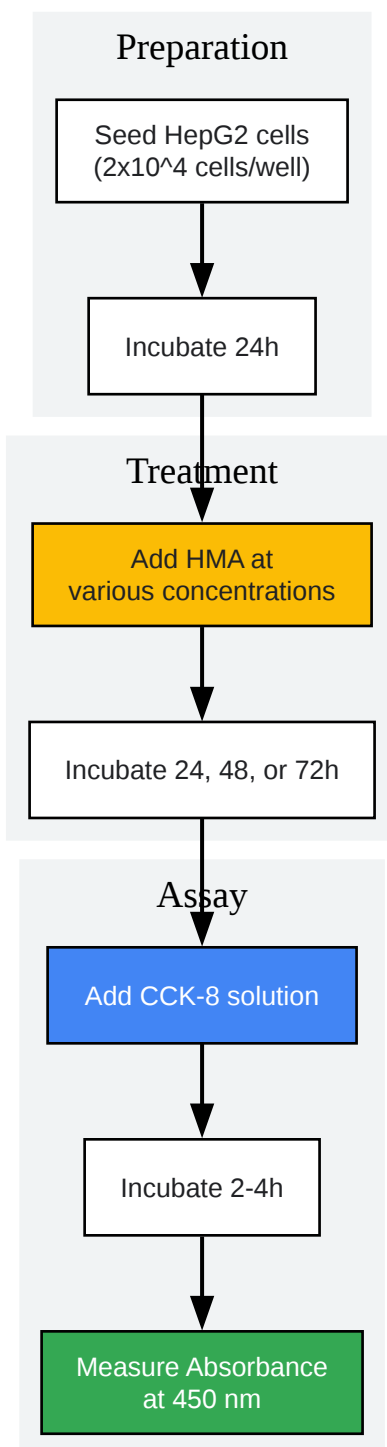 Preparation
Seed HepG2 cells
(2x10^4 cells/well)
Incubate 24h
Treatment
Add HMA at
various concentrations
Incubate 24, 48, or 72h
Assay
Add CCK-8 solution
Incubate 2-4h
Measure Absorbance
at 450 nm